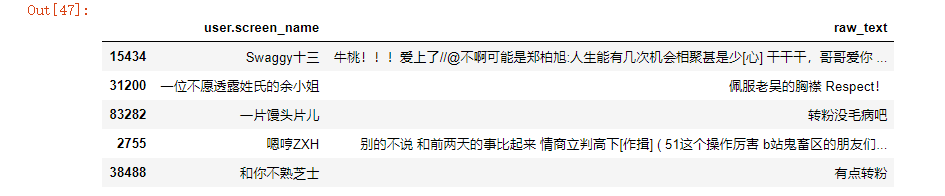 Out[47]:
user.screen_name raw_text
15434 Swaggy十三 牛桃！！！爱上了//@不啊可能是郑柏旭:人生能有几次机会相聚甚是少[心] 干干干，哥哥爱你 ...
31200 一位不愿透露姓氏的余小姐 佩服老吴的胸襟 Respect！
83282 一片馒头片儿 转粉没毛病吧
2755 嗯哼ZXH 别的不说 和前两天的事比起来 情商立判高下[作揖] ( 51这个操作厉害 b站鬼畜区的朋友们...
38488 和你不熟芝士 有点转粉